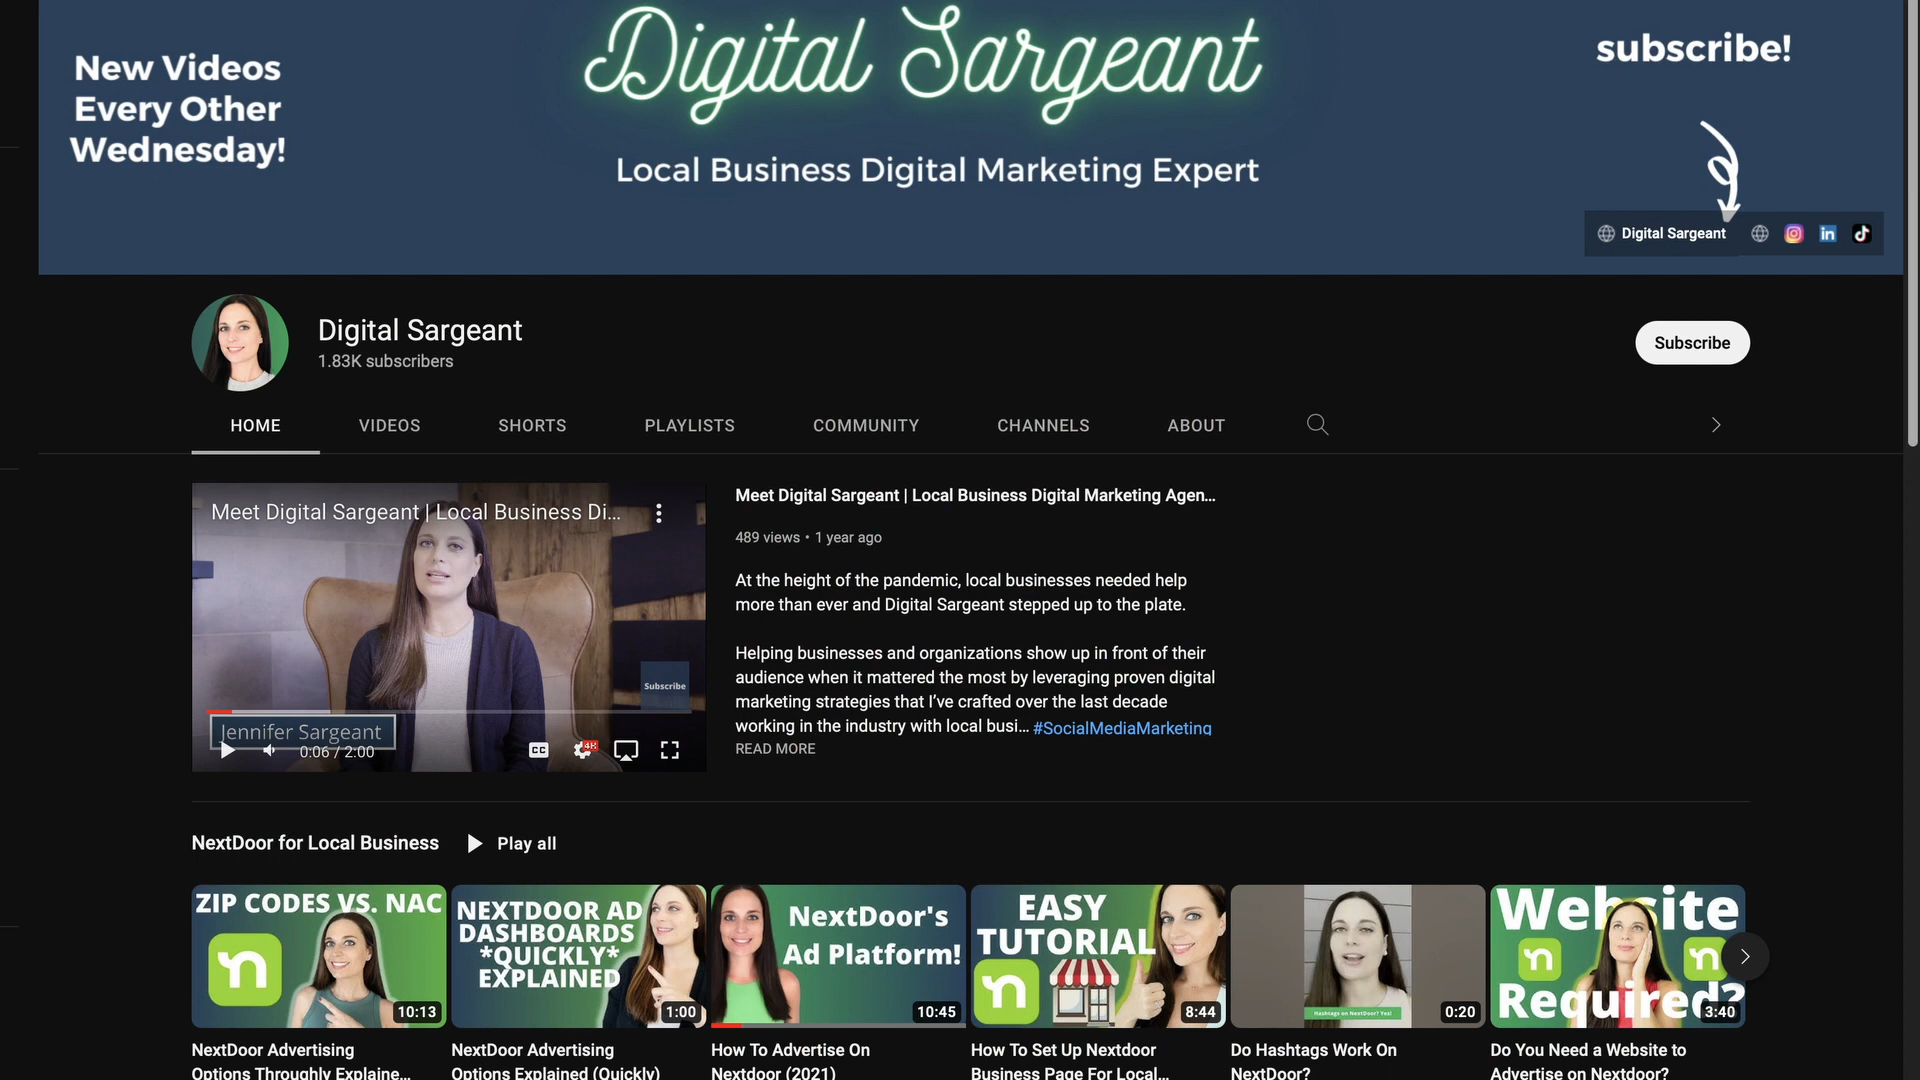 New Videos
Every Other
Wednesday!
Digital Sargeant
Local Business Digital Marketing Expert
subscribe!
Digital Sargeant
Digital Sargeant
1.83K subscribers
Subscribe
HOME
VIDEOS
SHORTS
PLAYLISTS
COMMUNITY
CHANNELS
ABOUT
Meet Digital Sargeant | Local Business Di...
Subscribe
Jennifer Sargeant
0:06 / 2:00
CC
4K
Meet Digital Sargeant | Local Business Digital Marketing Agen...
489 views • 1 year ago
At the height of the pandemic, local businesses needed help
more than ever and Digital Sargeant stepped up to the plate.
Helping businesses and organizations show up in front of their
audience when it mattered the most by leveraging proven digital
marketing strategies that I’ve crafted over the last decade
working in the industry with local busi... #SocialMediaMarketing
READ MORE
NextDoor for Local Business
Play all
ZIP CODES VS. NAC
10:13
NEXTDOOR AD
DASHBOARDS
*QUICKLY*
EXPLAINED
1:00
NextDoor's
Ad Platform!
10:45
EASY
TUTORIAL
8:44
Hashtags on NextDoor? Yes!
0:20
Website
Required?
3:40
NextDoor Advertising
Options Throughly Explaine...
NextDoor Advertising
Options Explained (Quickly)
How To Advertise On
Nextdoor (2021)
How To Set Up Nextdoor
Business Page For Local...
Do Hashtags Work On
NextDoor?
Do You Need a Website to
Advertise on Nextdoor?